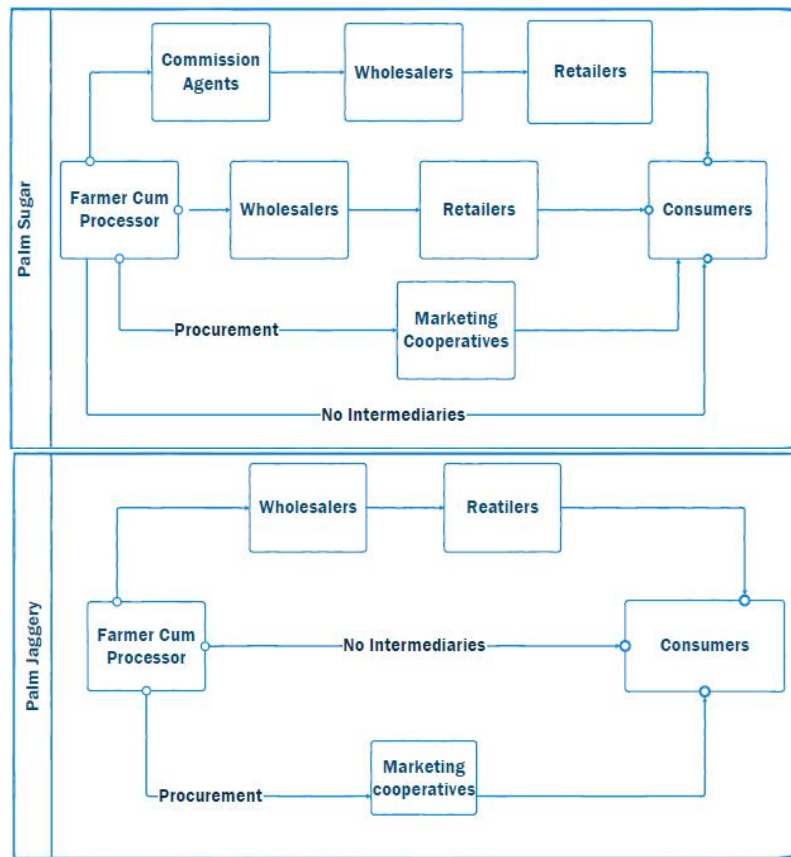 Palm Sugar
Commission
Agents
Wholesalers
Retailers
Farmer Cum
Processor
Wholesalers
Retailers
Consumers
Procurement
Marketing
Cooperatives
No Intermediaries
Palm Jaggery
Wholesalers
Reatilers
Farmer Cum
Processor
No Intermediaries
Consumers
Procurement
Marketing
cooperatives